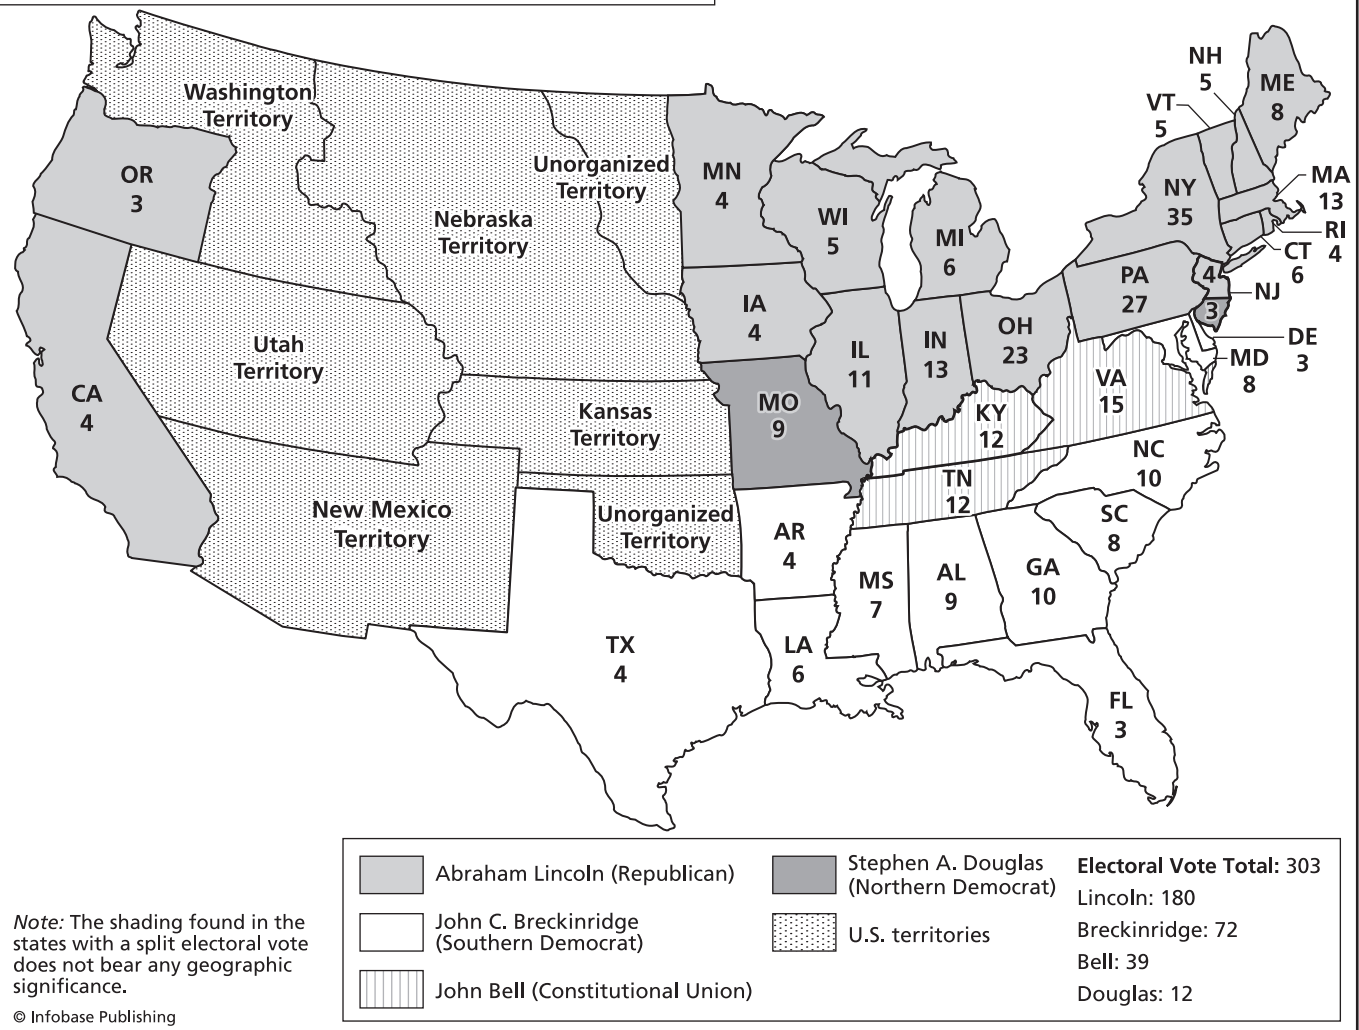 NH
5
ME
8
VT
5
Washington
Territory
OR
3
Unorganized
Territory
MN
4
MA
13
NY
35
Nebraska
Territory
WI
5
MI
6
RI
4
CT
6
PA
27
4
NJ
3
IA
4
OH
23
DE
3
MD
8
Utah
Territory
IL
11
IN
13
VA
15
CA
4
MO
9
KY
12
Kansas
Territory
NC
10
TN
12
New Mexico
Territory
Unorganized
Territory
AR
4
SC
8
MS
7
AL
9
GA
10
TX
4
LA
6
FL
3
Abraham Lincoln (Republican)
John C. Breckinridge
(Southern Democrat)
John Bell (Constitutional Union)
Stephen A. Douglas
(Northern Democrat)
U.S. territories
Electoral Vote Total: 303
Lincoln: 180
Breckinridge: 72
Bell: 39
Douglas: 12
Note: The shading found in the
states with a split electoral vote
does not bear any geographic
significance.
© Infobase Publishing